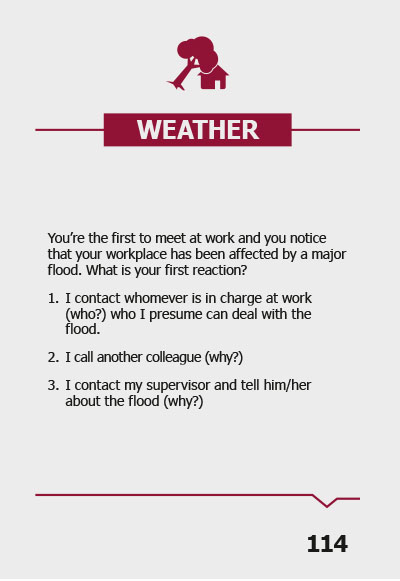 WEATHER
You're the first to meet at work and you notice
that your workplace has been affected by a major
flood. What is your first reaction?
1. I contact whomever is in charge at work
(who?) who I presume can deal with the
flood.
2. I call another colleague (why?)
3. I contact my supervisor and tell him/her
about the flood (why?)
114